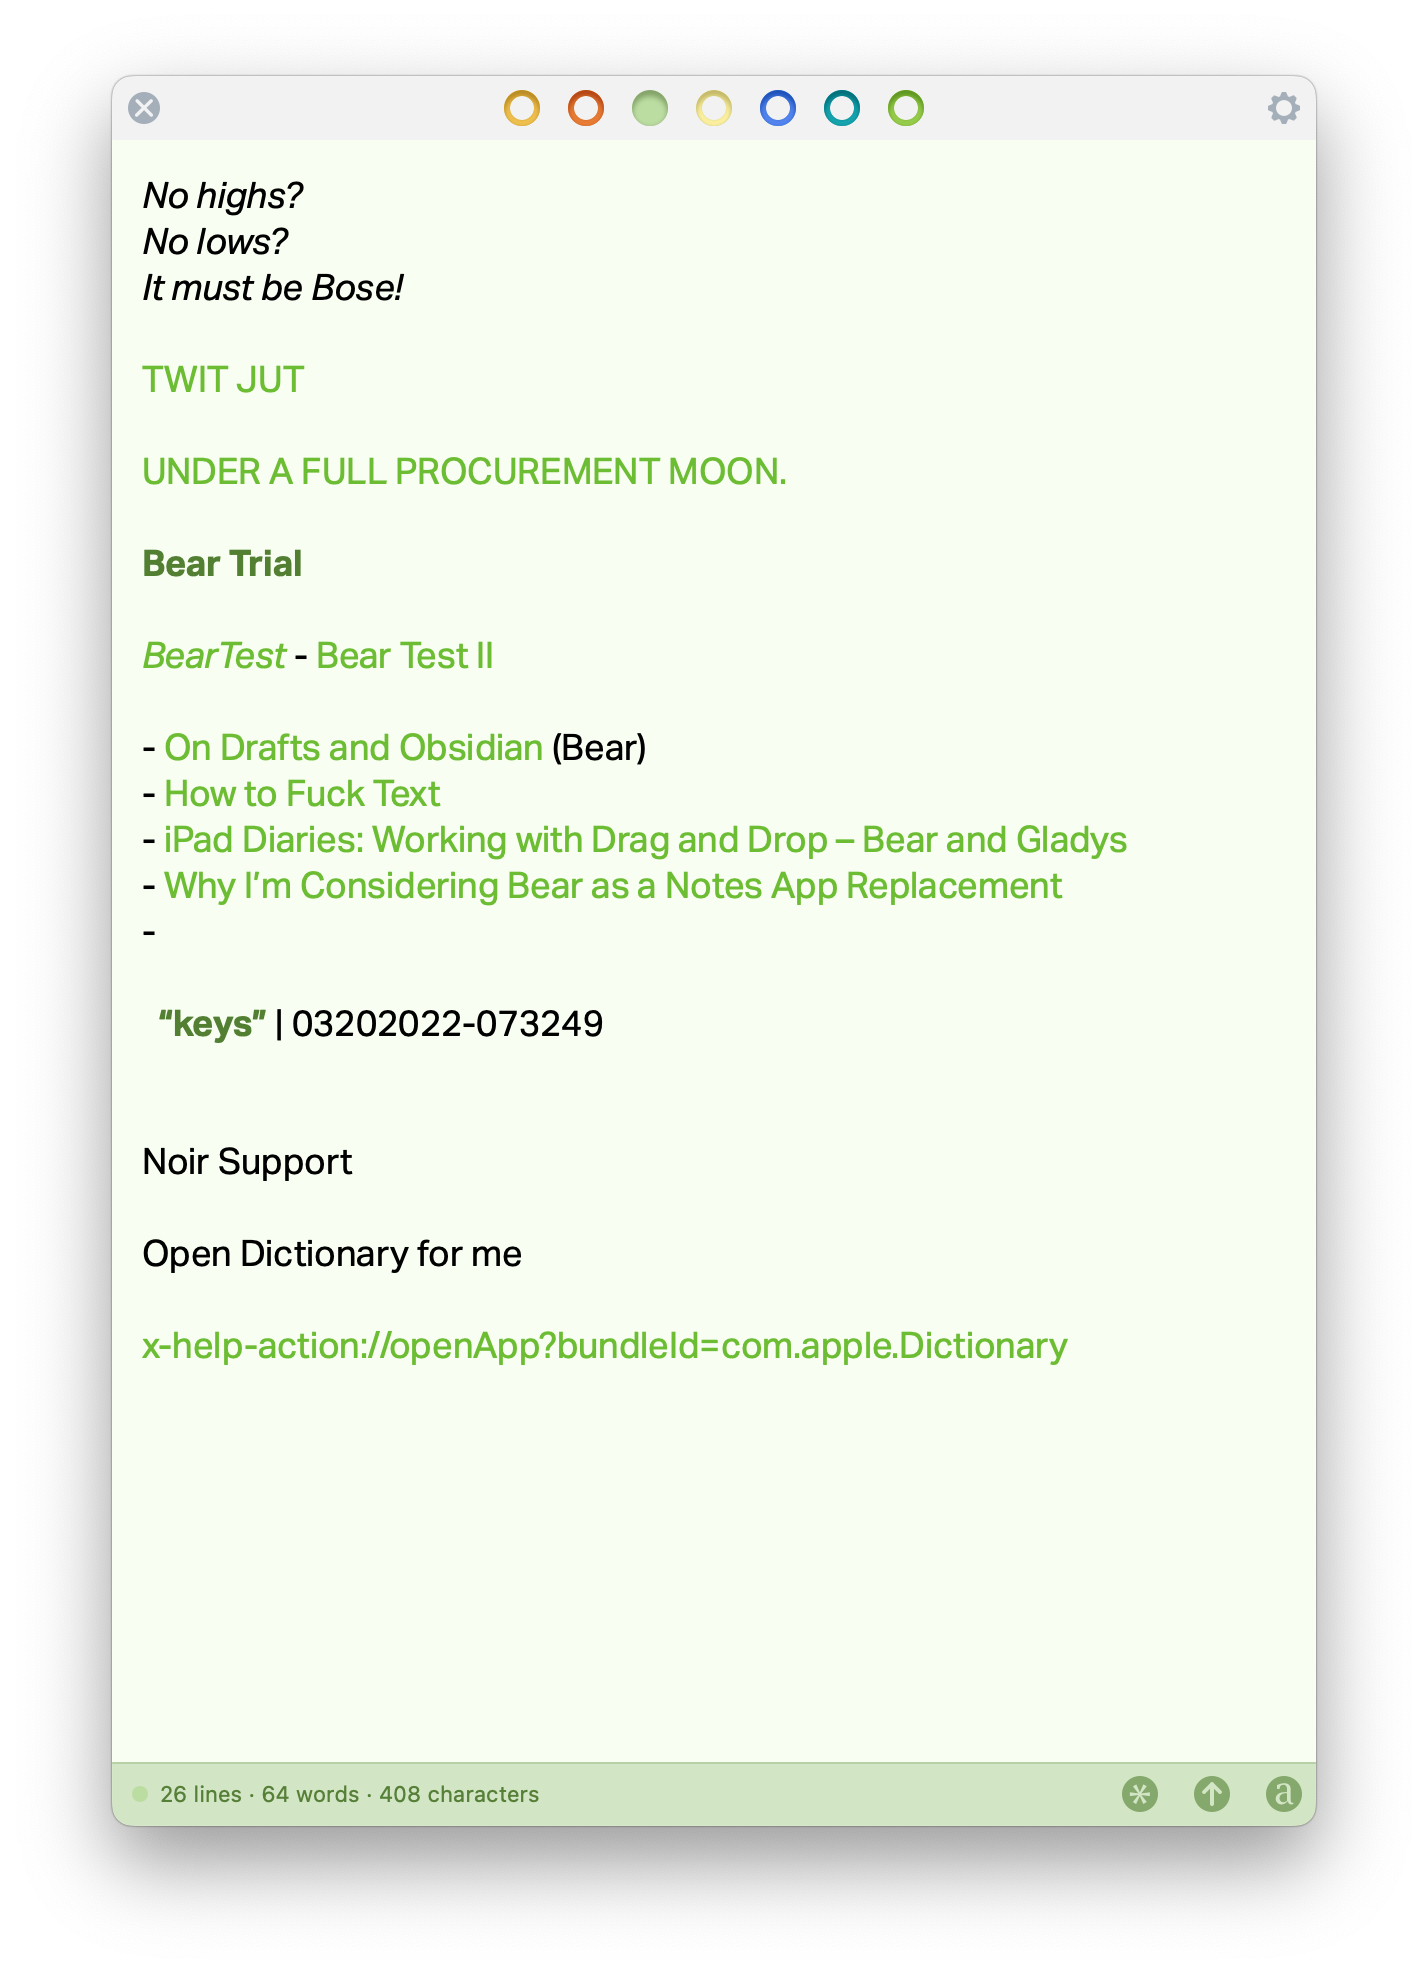 No highs?
No lows?
It must be Bose!
TWIT JUT
UNDER A FULL PROCUREMENT MOON.
Bear Trial
BearTest - Bear Test II
- On Drafts and Obsidian (Bear)
- How to Fuck Text
- iPad Diaries: Working with Drag and Drop – Bear and Gladys
- Why I’m Considering Bear as a Notes App Replacement
-
“keys” | 03202022-073249
Noir Support
Open Dictionary for me
x-help-action://openApp?bundleId=com.apple.Dictionary
26 lines · 64 words · 408 characters
a